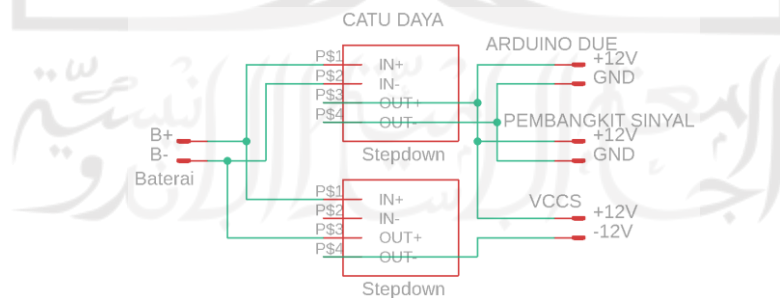 CATU DAYA
ARDUINO DUE
P$1 IN+ +12V
P$2 IN- GND
P$3 OUT+
P$4 OUT- PEMBANGKIT SINYAL
B+ +12V
B- Stepdown GND
Baterai
P$1 IN+ VCCS
P$2 IN- +12V
P$3 OUT+ -12V
P$4 OUT-
Stepdown